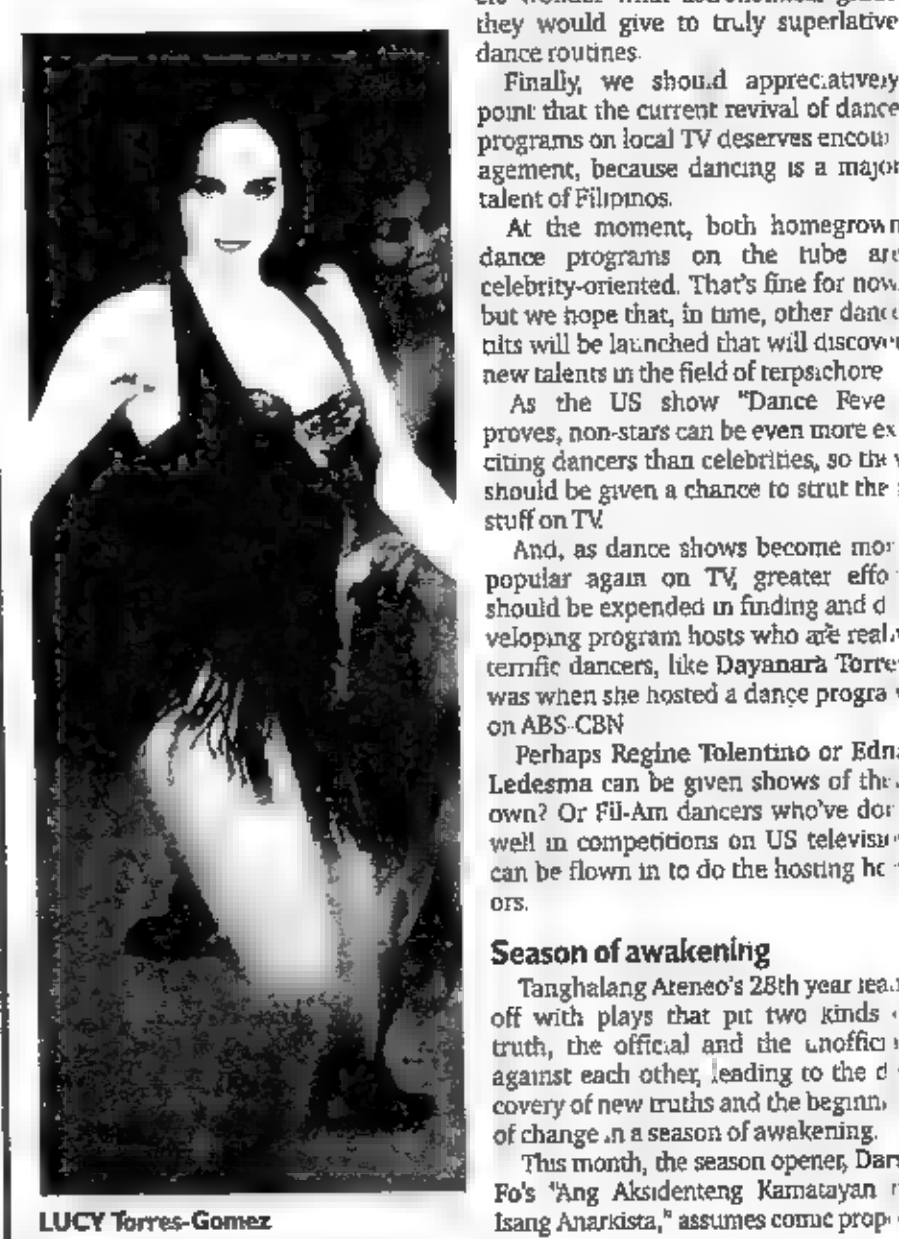 they would give to truly superlative
dance routines.
Finally, we should appreciatively
point that the current revival of dance
programs on local TV deserves encour
agement, because dancing is a major
talent of Filipinos.
At the moment, both homegrown
dance programs on the tube are
celebrity-oriented. That's fine for now,
but we hope that, in time, other dance
tilts will be launched that will discover
new talents in the field of terpsichore
As the US show "Dance Feve
proves, non-stars can be even more ex
citing dancers than celebrities, so they
should be given a chance to strut the
stuff on TV.
And, as dance shows become mor
popular again on TV, greater effo
should be expended in finding and d
veloping program hosts who are really
terrific dancers, like Dayanara Torre
was when she hosted a dance progra
on ABS-CBN
Perhaps Regine Tolentino or Edna
Ledesma can be given shows of the
own? Or Fil-Am dancers who've do
well in competitions on US televisi
can be flown in to do the hosting ho
ors.
Season of awakening
Tanghalang Ateneo's 28th year lea
off with plays that pit two kinds
truth, the official and the unoffici
against each other, leading to the d
covery of new truths and the beginn
of change in a season of awakening.
This month, the season opener, Dar
Fo's "Ang Aksidenteng Kamatayan
Isang Anarkista," assumes comic prop
LUCY Torres-Gomez